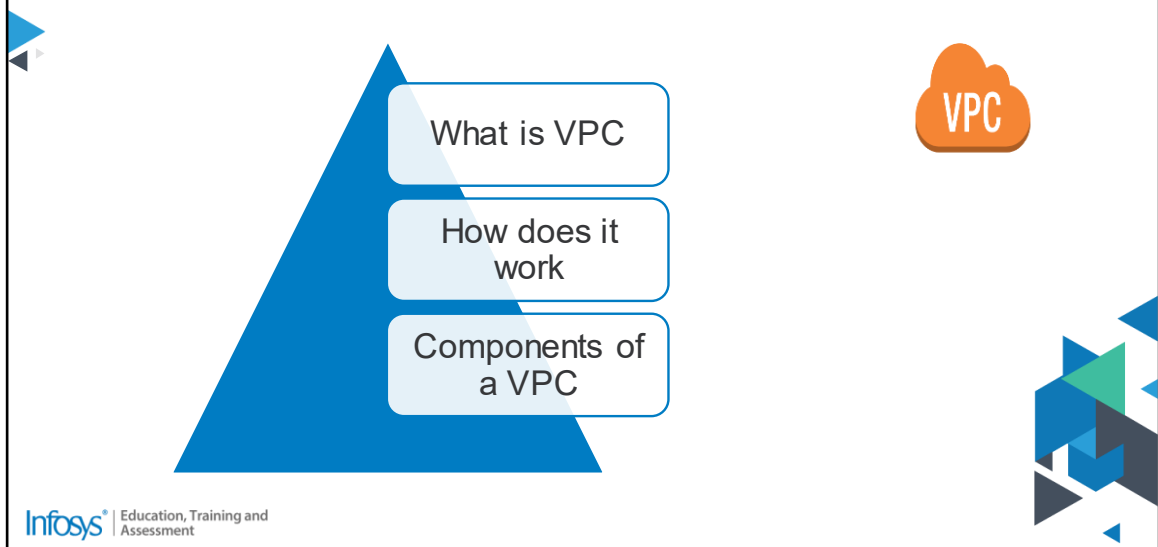 What is VPC
VPC
How does it
work
Components of
a VPC
Infosys® | Education, Training and
Assessment